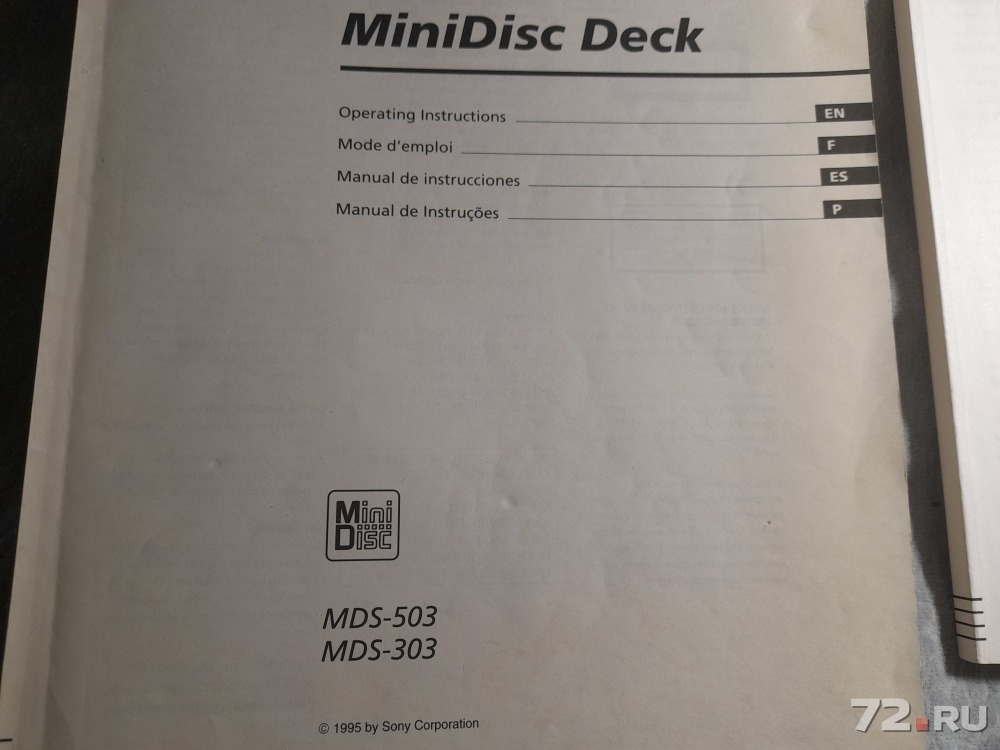 MiniDisc Deck
Operating Instructions EN
Mode d'emploi F
Manual de instrucciones ES
Manual de Instruções P
Mini
Disc
MDS-503
MDS-303
© 1995 by Sony Corporation
72.RU